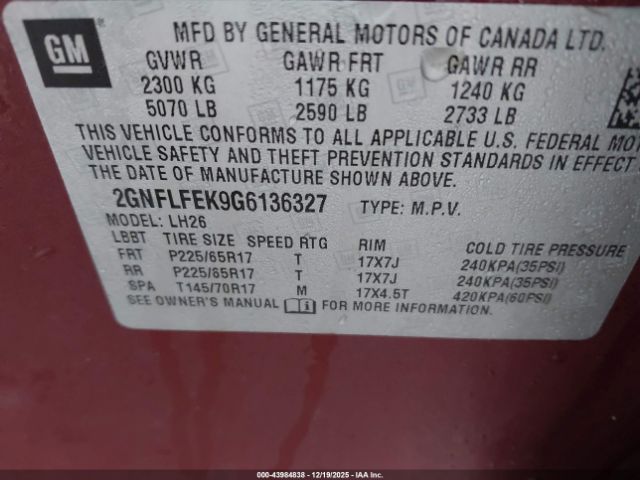 GM
MFD BY GENERAL MOTORS OF CANADA LTD.
GVWR GAWR FRT GAWR RR
2300 KG 1175 KG 1240 KG
5070 LB 2590 LB 2733 LB
THIS VEHICLE CONFORMS TO ALL APPLICABLE U.S. FEDERAL MOTOR
VEHICLE SAFETY AND THEFT PREVENTION STANDARDS IN EFFECT
THE DATE OF MANUFACTURE SHOWN ABOVE.
2GNFLFEK9G6136327 TYPE: M.P.V.
MODEL: LH26
LBBT TIRE SIZE SPEED RTG RIM COLD TIRE PRESSURE
FRT P225/65R17 T 17X7J 240KPA(35PSI)
RR P225/65R17 T 17X7J 240KPA(35PSI)
SPA T145/70R17 M 17X4.5T 420KPA(60PSI)
SEE OWNER'S MANUAL i FOR MORE INFORMATION.
000-43984838 - 12/19/2025 - IAA Inc.